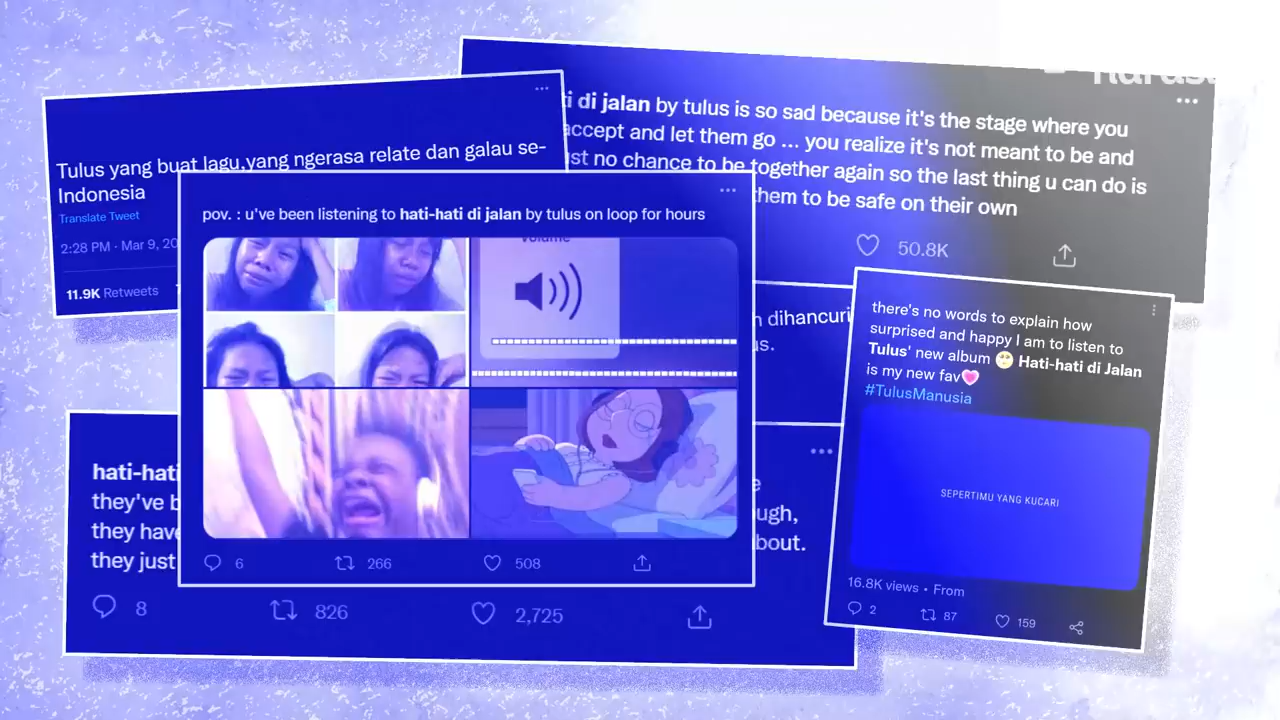 Tulus yang buat lagu,yang ngerasa relate dan galau se-
Indonesia
Translate Tweet
2:28 PM · Mar 9, 20
11.9K Retweets
di jalan by tulus is so sad because it's the stage where you
accept and let them go ... you realize it's not meant to be and
no chance to be together again so the last thing u can do is
them to be safe on their own
50.8K
pov. : u've been listening to hati-hati di jalan by tulus on loop for hours
Volume
6 266 508
dihancuri
there's no words to explain how
surprised and happy I am to listen to
Tulus' new album 🥺 Hati-hati di Jalan
is my new fav💗
#TulusManusia
SEPERTIMU YANG KUCARI
16.8K views • From
2 87 159
hati-hati
they've b
they have
they just
bout.
8 826 2,725